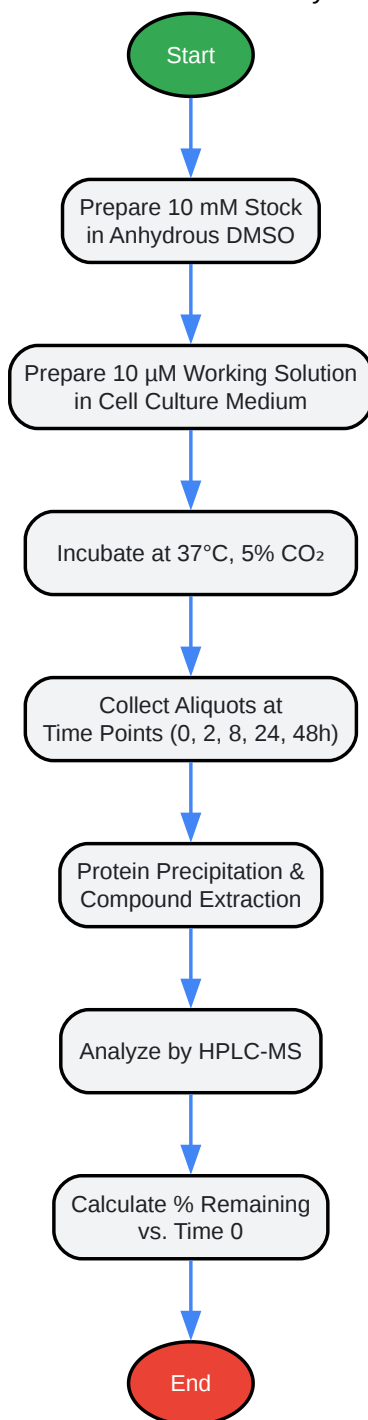 Start
Prepare 10 mM Stock
in Anhydrous DMSO
Prepare 10 µM Working Solution
in Cell Culture Medium
Incubate at 37°C, 5% CO₂
Collect Aliquots at
Time Points (0, 2, 8, 24, 48h)
Protein Precipitation &
Compound Extraction
Analyze by HPLC-MS
Calculate % Remaining
vs. Time 0
End